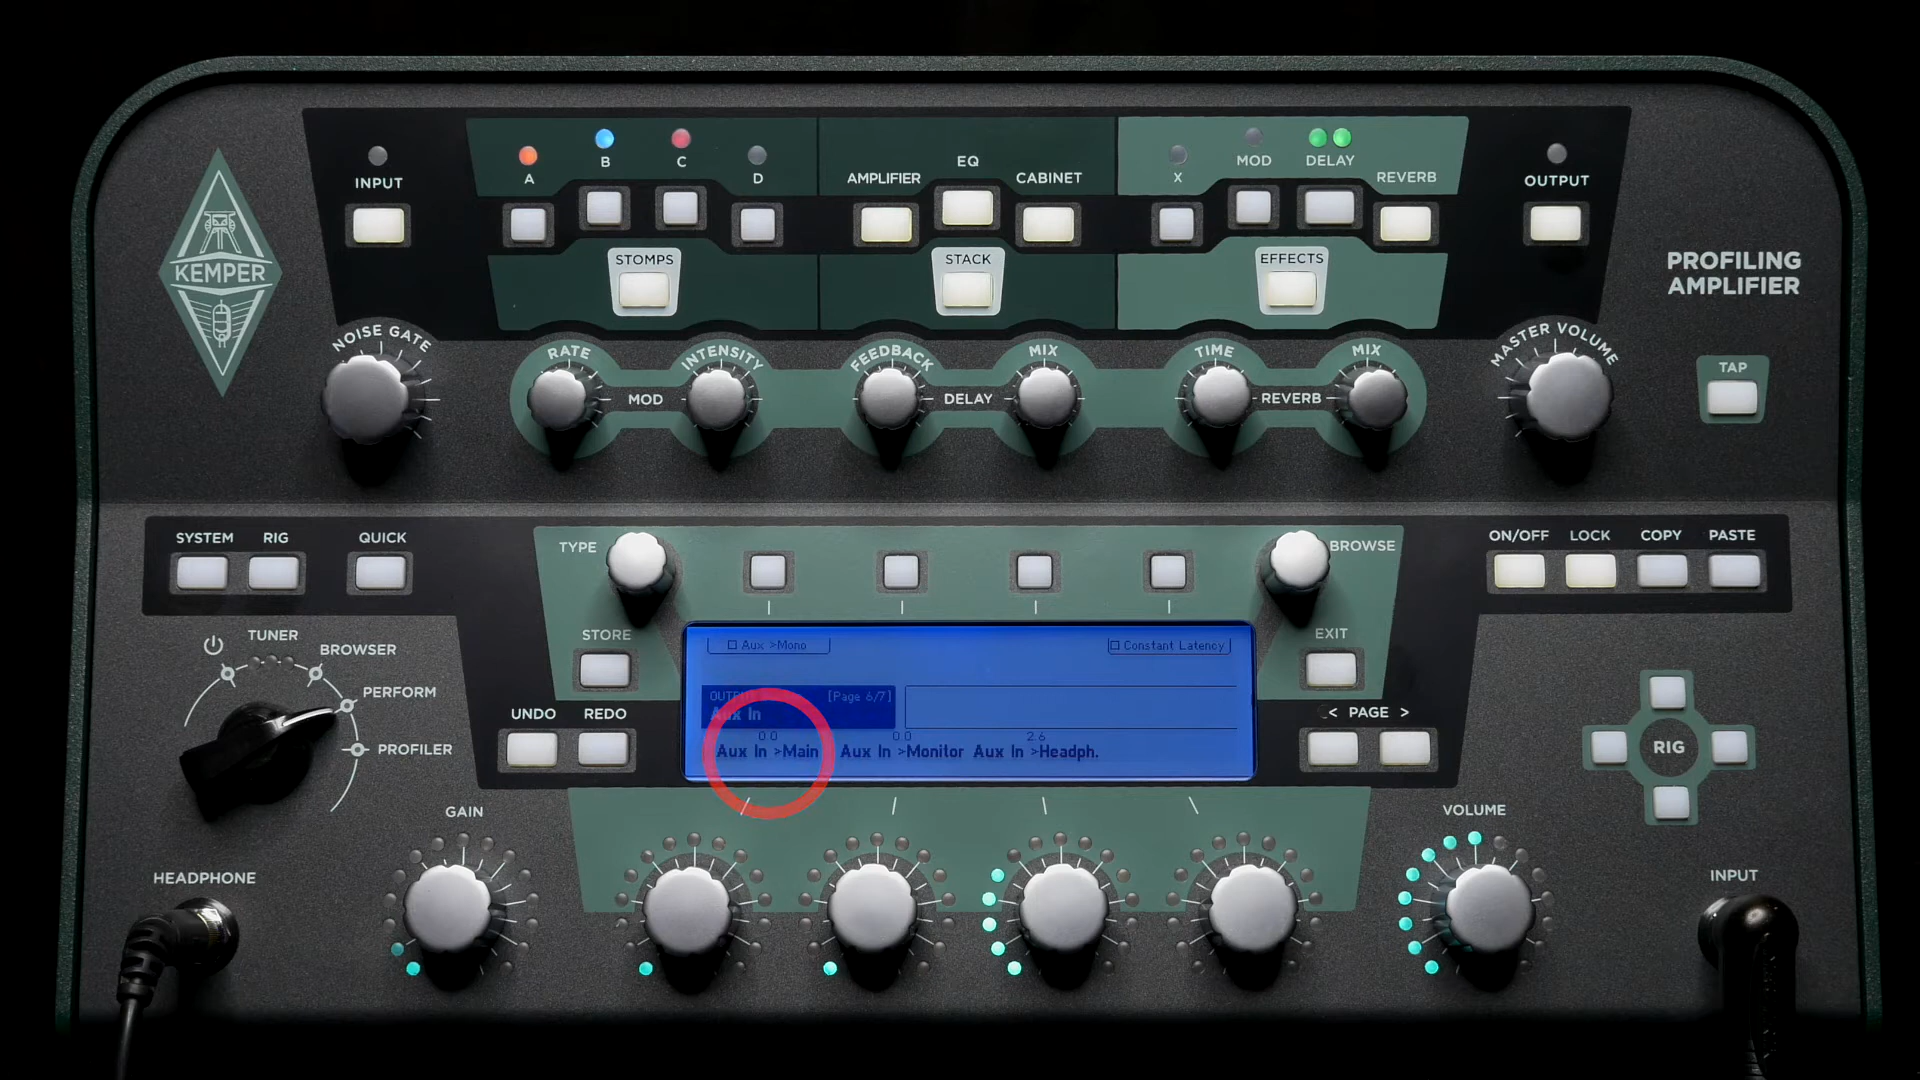 INPUT
A
B
C
D
AMPLIFIER
EQ
CABINET
X
MOD
DELAY
REVERB
OUTPUT
KEMPER
STOMPS
STACK
EFFECTS
PROFILING
AMPLIFIER
NOISE GATE
RATE
INTENSITY
FEEDBACK
MIX
TIME
MIX
MASTER VOLUME
MOD
DELAY
REVERB
TAP
SYSTEM
RIG
QUICK
TYPE
BROWSE
ON/OFF
LOCK
COPY
PASTE
TUNER
BROWSER
PERFORM
PROFILER
STORE
EXIT
UNDO
REDO
< PAGE >
Aux >Mono
Constant Latency
[Page 6/7]
Aux In
0.0
0.0
2.6
Aux In >Main
Aux In >Monitor
Aux In >Headph.
RIG
GAIN
VOLUME
HEADPHONE
INPUT